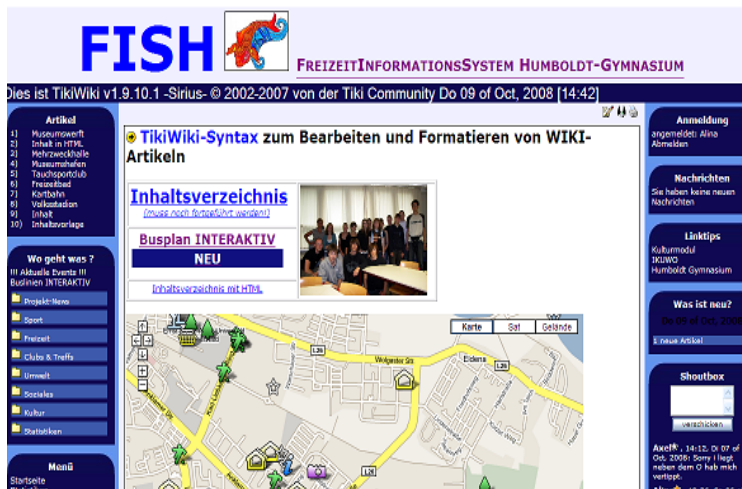 FISH
FREIZEITINFORMATIONSSYSTEM HUMBOLDT-GYMNASIUM
Dies ist TikiWiki v1.9.10.1 -Sirius- © 2002-2007 von der Tiki Community Do 09 of Oct, 2008 [14:42]
Artikel
1) Museumswerft
2) Inhalt in HTML
3) Mehrzweckhalle
4) Museumshafen
5) Tauchsportclub
6) Freizeitbad
7) Kartbahn
8) Volksstadion
9) Inhalt
10) Inhaltsvorlage
Wo geht was ?
!!! Aktuelle Events !!!
Buslinien INTERAKTIV
Projekt-News
Sport
Freizeit
Clubs & Treffs
Umwelt
Soziales
Kultur
Statistiken
Menü
Startseite
TikiWiki-Syntax zum Bearbeiten und Formatieren von WIKI-
Artikeln
Inhaltsverzeichnis
(muss noch fortgeführt werden!)
Busplan INTERAKTIV
NEU
Inhaltsverzeichnis mit HTML
Karte Sat Gelände
L26
Wolgaster Str.
Eldena
L26
L26
Anmeldung
angemeldet: Alina
Abmelden
Nachrichten
Sie haben keine neuen
Nachrichten
Linktips
Kulturmodul
IKUWO
Humboldt Gymnasium
Was ist neu?
Do 09 of Oct, 2008
1 neue Artikel
Shoutbox
verschicken
Axel, 14:12, Di 07 of
Oct, 2008: Sorry I liegt
neben dem O hab mich
vertippt.